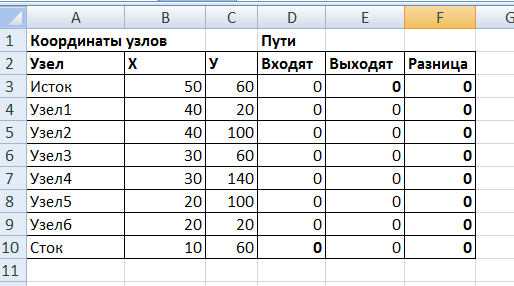 A B C D E F G
1 Координаты узлов Пути
2 Узел X У Входят Выходят Разница
3 Исток 50 60 0 0 0
4 Узел1 40 20 0 0 0
5 Узел2 40 100 0 0 0
6 Узел3 30 60 0 0 0
7 Узел4 30 140 0 0 0
8 Узел5 20 100 0 0 0
9 Узел6 20 20 0 0 0
10 Сток 10 60 0 0 0
11